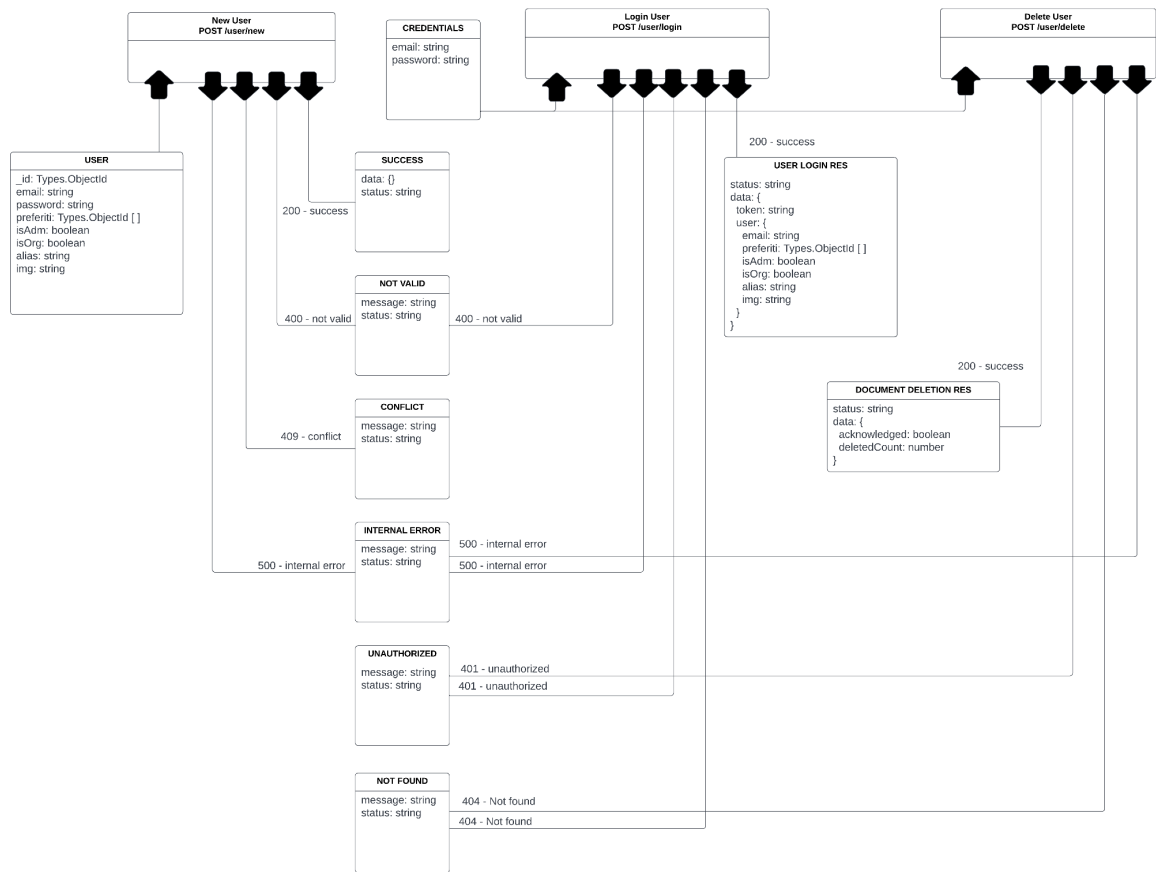 New User
POST /user/new
Login User
POST /user/login
Delete User
POST /user/delete
CREDENTIALS
email: string
password: string
USER
_id: Types.ObjectId
email: string
password: string
preferiti: Types.ObjectId [ ]
isAdm: boolean
isOrg: boolean
alias: string
img: string
SUCCESS
data: {}
status: string
200 - success
200 - success
USER LOGIN RES
status: string
data: {
token: string
user: {
email: string
preferiti: Types.ObjectId [ ]
isAdm: boolean
isOrg: boolean
alias: string
img: string
}
}
NOT VALID
message: string
status: string
400 - not valid
400 - not valid
200 - success
DOCUMENT DELETION RES
status: string
data: {
acknowledged: boolean
deletedCount: number
}
CONFLICT
message: string
status: string
409 - conflict
INTERNAL ERROR
message: string
status: string
500 - internal error
500 - internal error
500 - internal error
UNAUTHORIZED
message: string
status: string
401 - unauthorized
401 - unauthorized
NOT FOUND
message: string
status: string
404 - Not found
404 - Not found